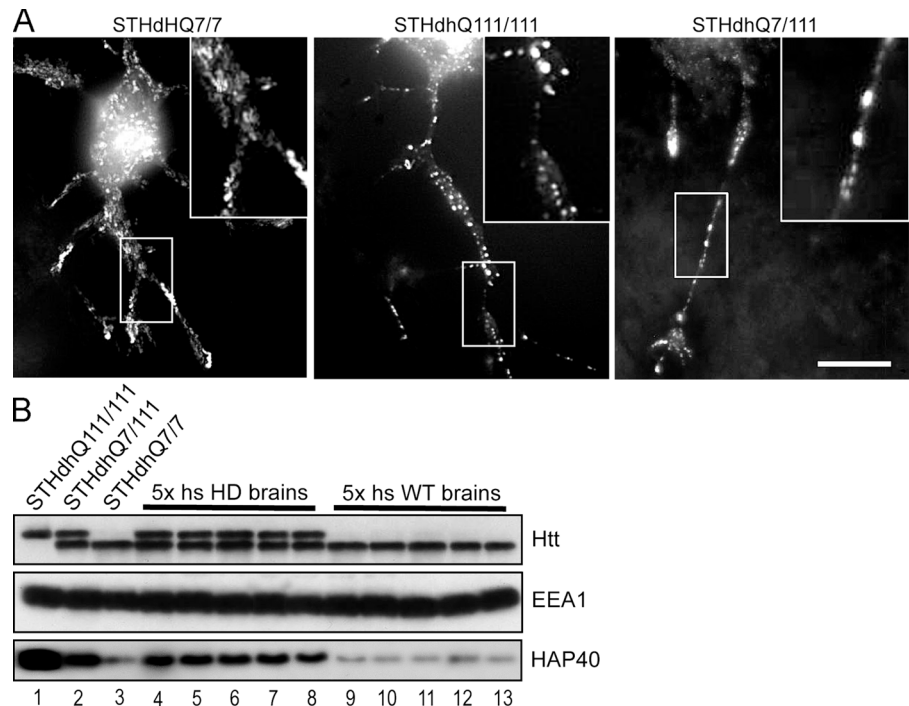 A
STHdHQ7/7 STHdhQ111/111 STHdhQ7/111
B
STHdhQ111/111
STHdhQ7/111
STHdhQ7/7
5x hs HD brains 5x hs WT brains
Htt
EEA1
HAP40
1 2 3 4 5 6 7 8 9 10 11 12 13